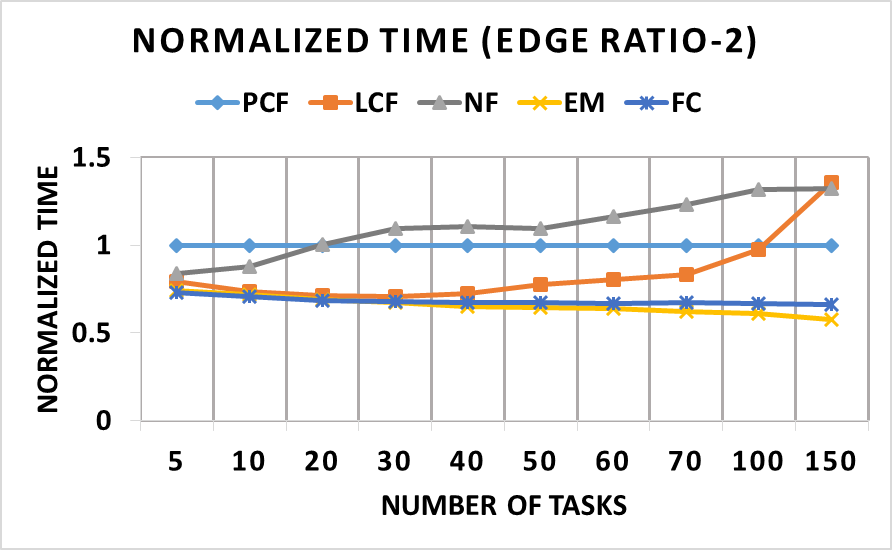 NORMALIZED TIME (EDGE RATIO-2)
PCF LCF NF EM FC
1.5
1
0.5
0
NORMALIZED TIME
5 10 20 30 40 50 60 70 100 150
NUMBER OF TASKS